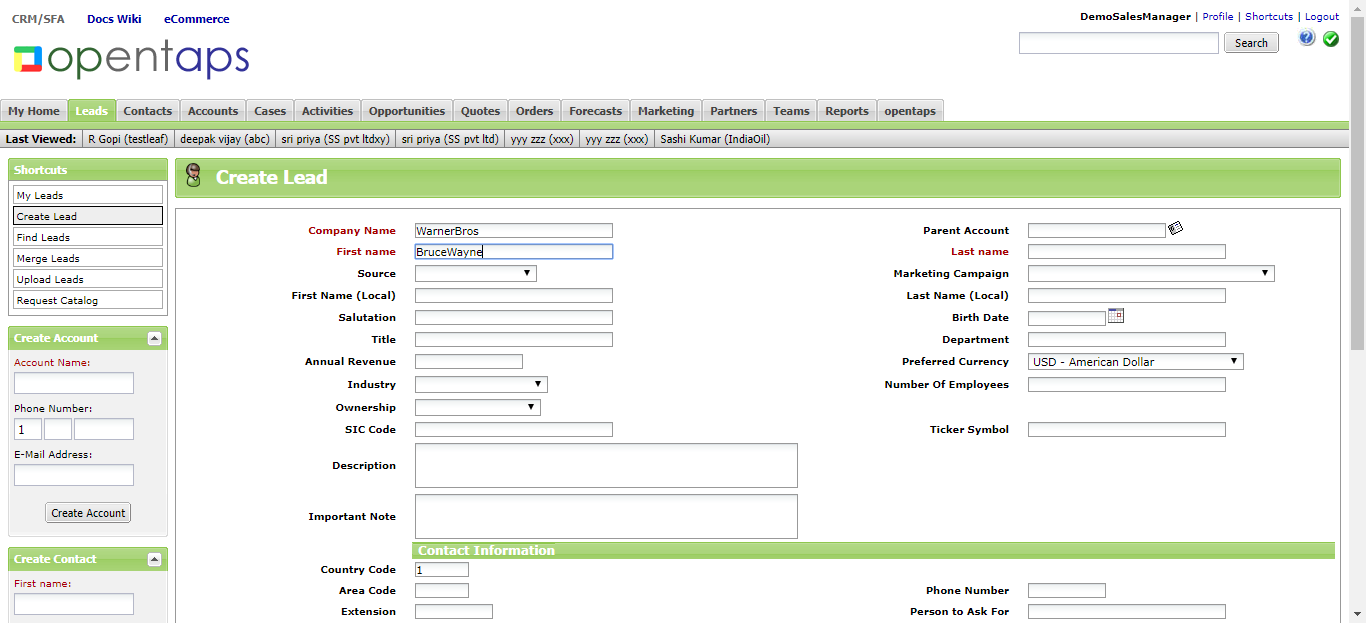 CRM/SFA Docs Wiki eCommerce
DemoSalesManager | Profile | Shortcuts | Logout
opentaps
Search
My Home Leads Contacts Accounts Cases Activities Opportunities Quotes Orders Forecasts Marketing Partners Teams Reports opentaps
Last Viewed: R Gopi (testleaf) deepak vijay (abc) sri priya (SS pvt ltdxy) sri priya (SS pvt ltd) yyy zzz (xxx) yyy zzz (xxx) Sashi Kumar (IndiaOil)
Shortcuts
My Leads
Create Lead
Find Leads
Merge Leads
Upload Leads
Request Catalog
Create Account
Account Name:
Phone Number:
1
E-Mail Address:
Create Account
Create Contact
First name:
Create Lead
Company Name WarnerBros Parent Account
First name BruceWayne Last name
Source Marketing Campaign
First Name (Local) Last Name (Local)
Salutation Birth Date
Title Department
Annual Revenue Preferred Currency USD - American Dollar
Industry Number Of Employees
Ownership
SIC Code Ticker Symbol
Description
Important Note
Contact Information
Country Code 1
Area Code Phone Number
Extension Person to Ask For